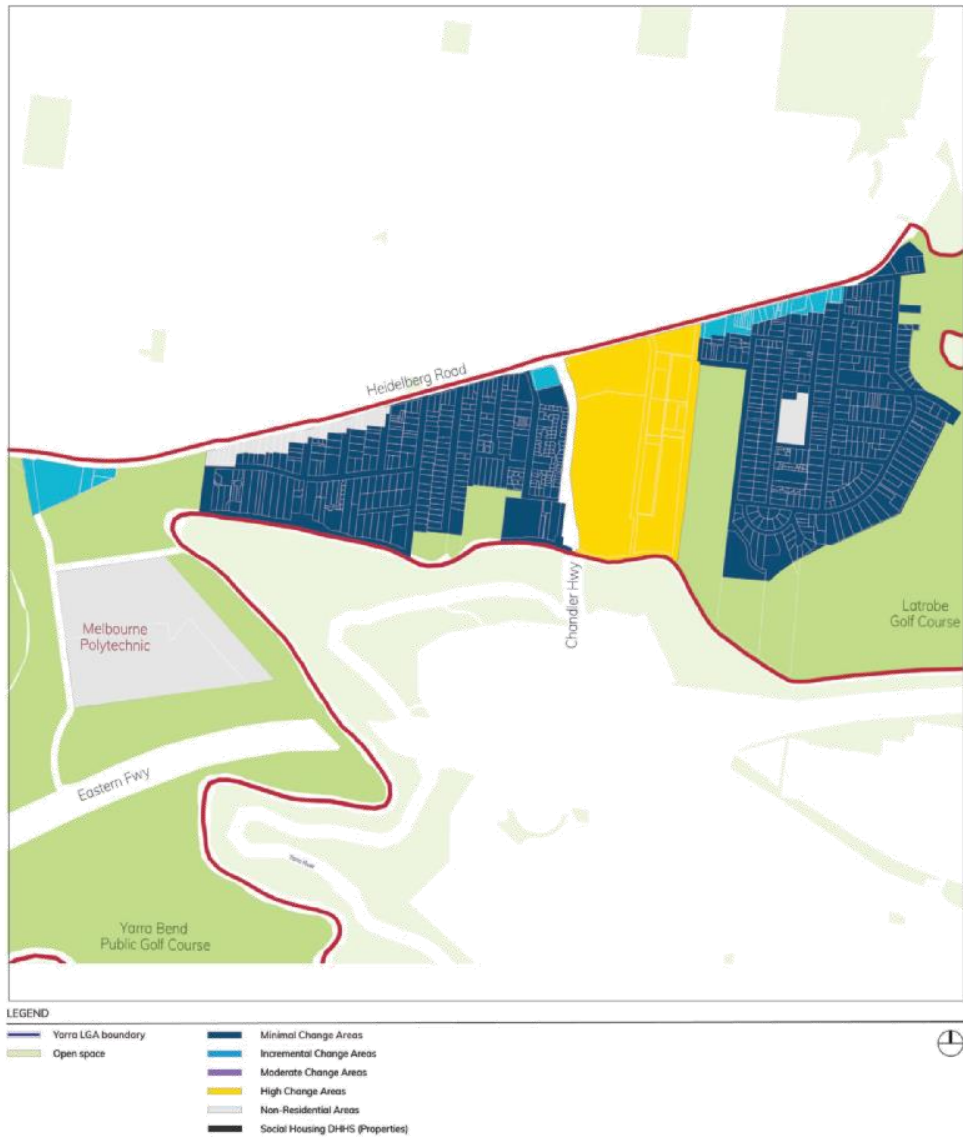 Heidelberg Road
Chandler Hwy
Melbourne
Polytechnic
Latrobe
Golf Course
Eastern Fwy
Yarra River
Yarra Bend
Public Golf Course
LEGEND
Yarra LGA boundary
Open space
Minimal Change Areas
Incremental Change Areas
Moderate Change Areas
High Change Areas
Non-Residential Areas
Social Housing DHHS (Properties)